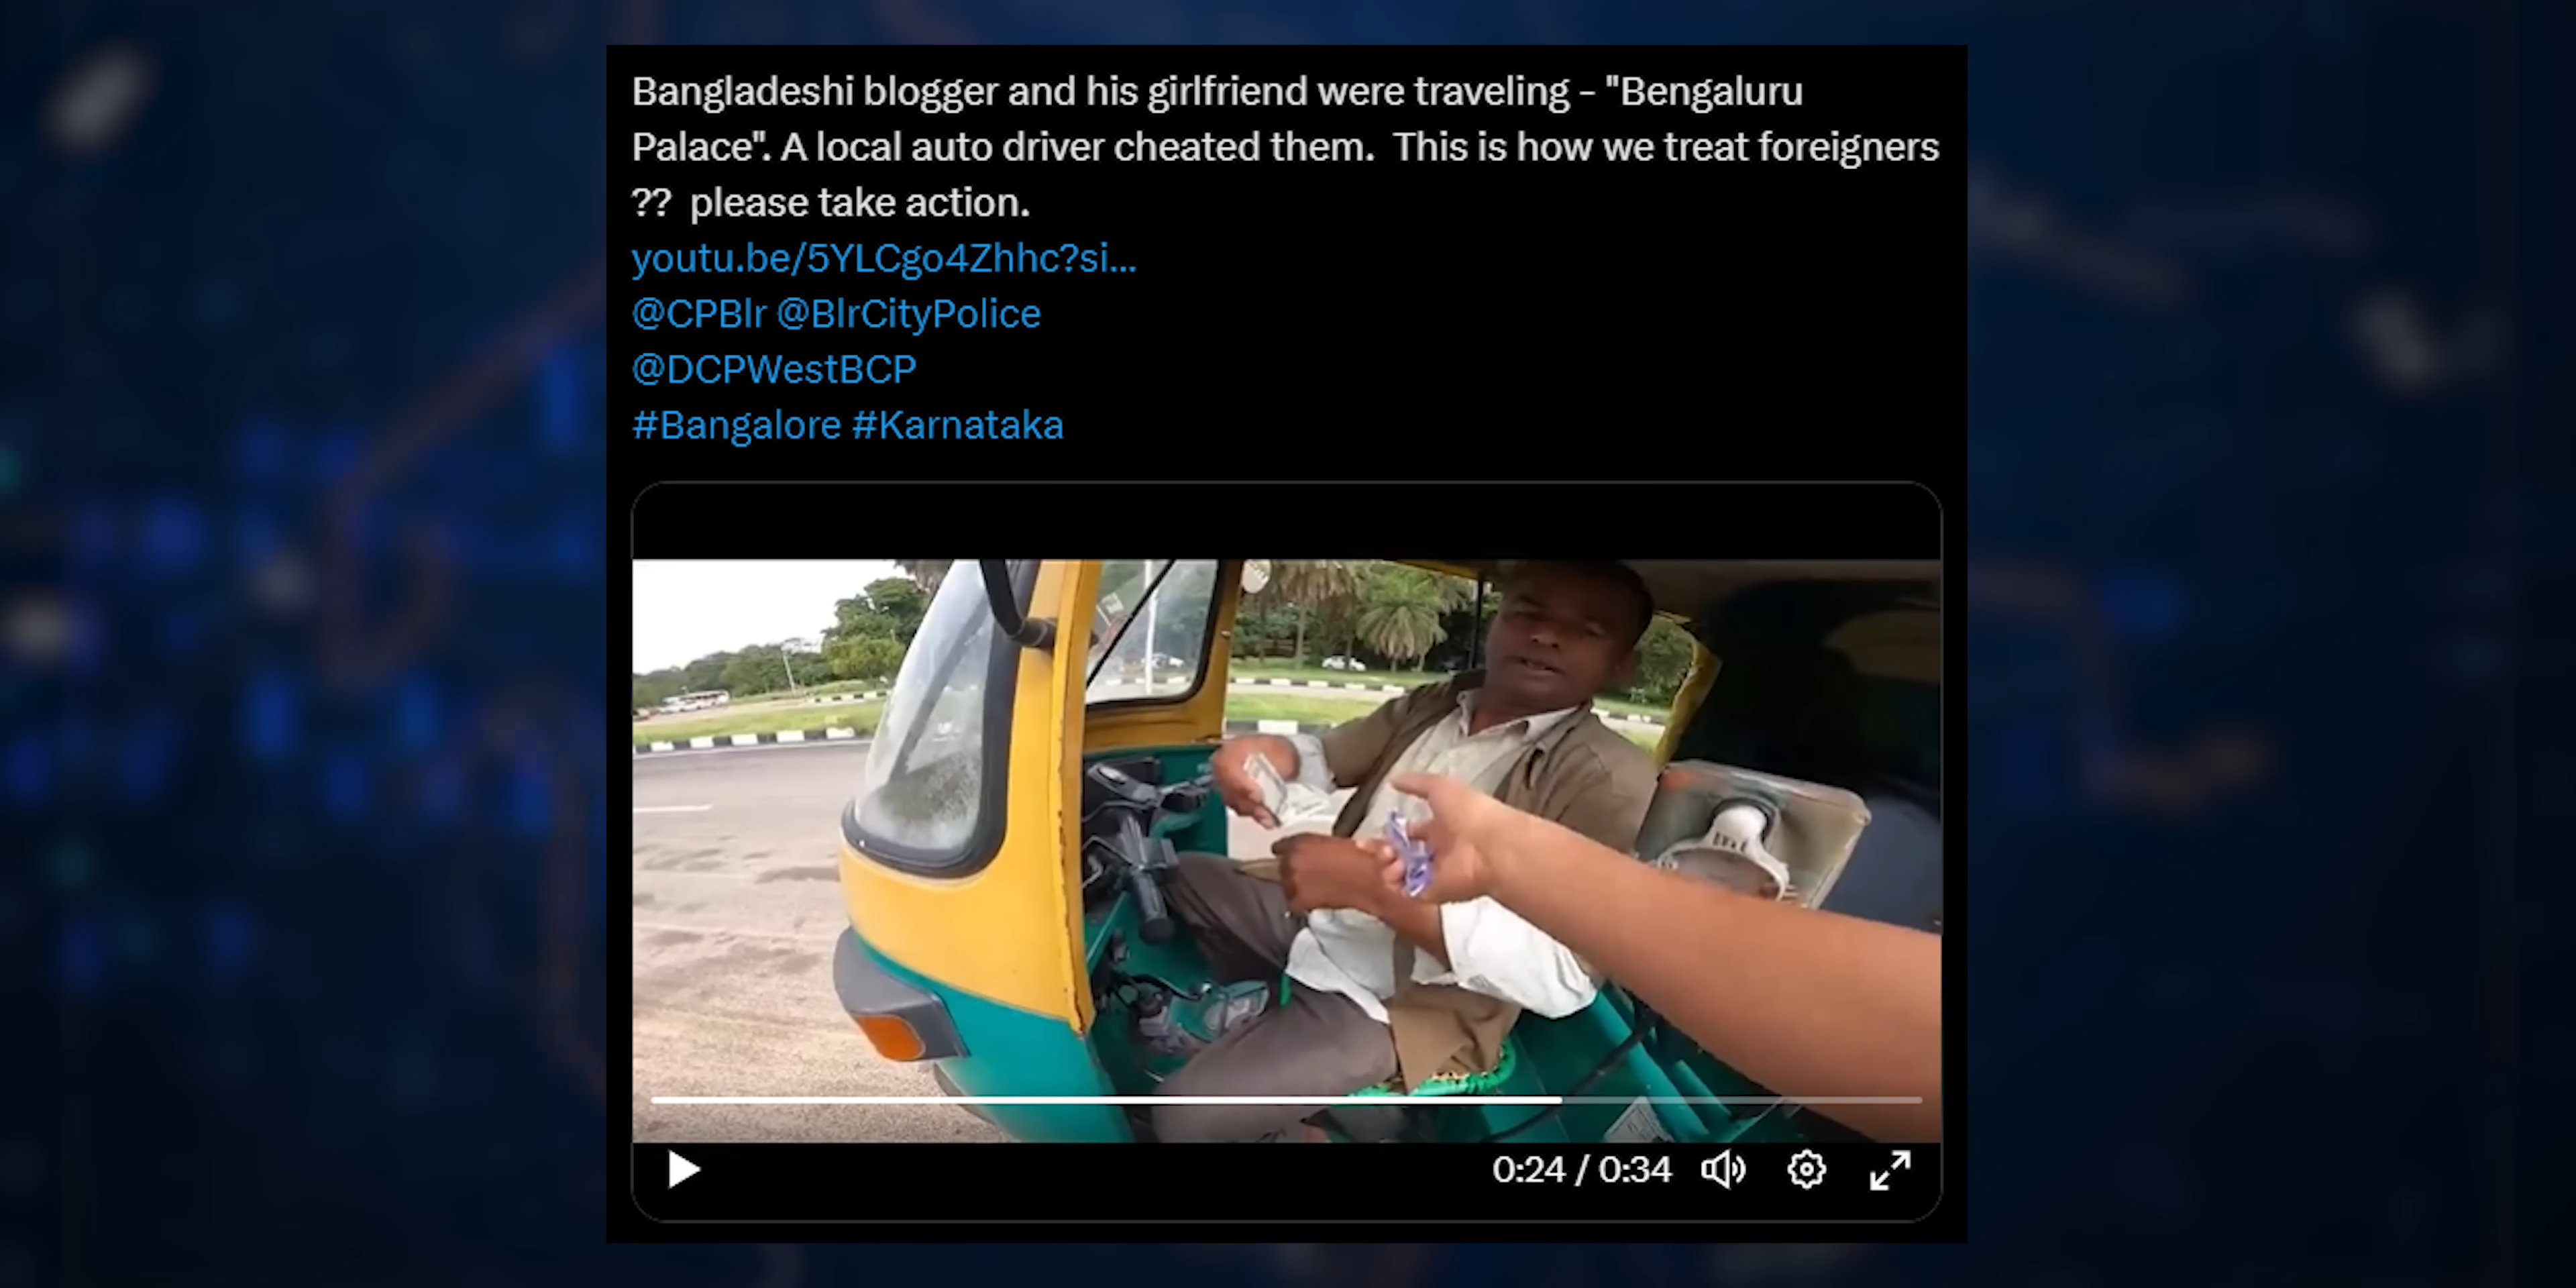 Bangladeshi blogger and his girlfriend were traveling - "Bengaluru
Palace". A local auto driver cheated them.  This is how we treat foreigners
??  please take action.
youtu.be/5YLCgo4Zhhc?si...
@CPBlr @BlrCityPolice
@DCPWestBCP
#Bangalore #Karnataka
0:24 / 0:34